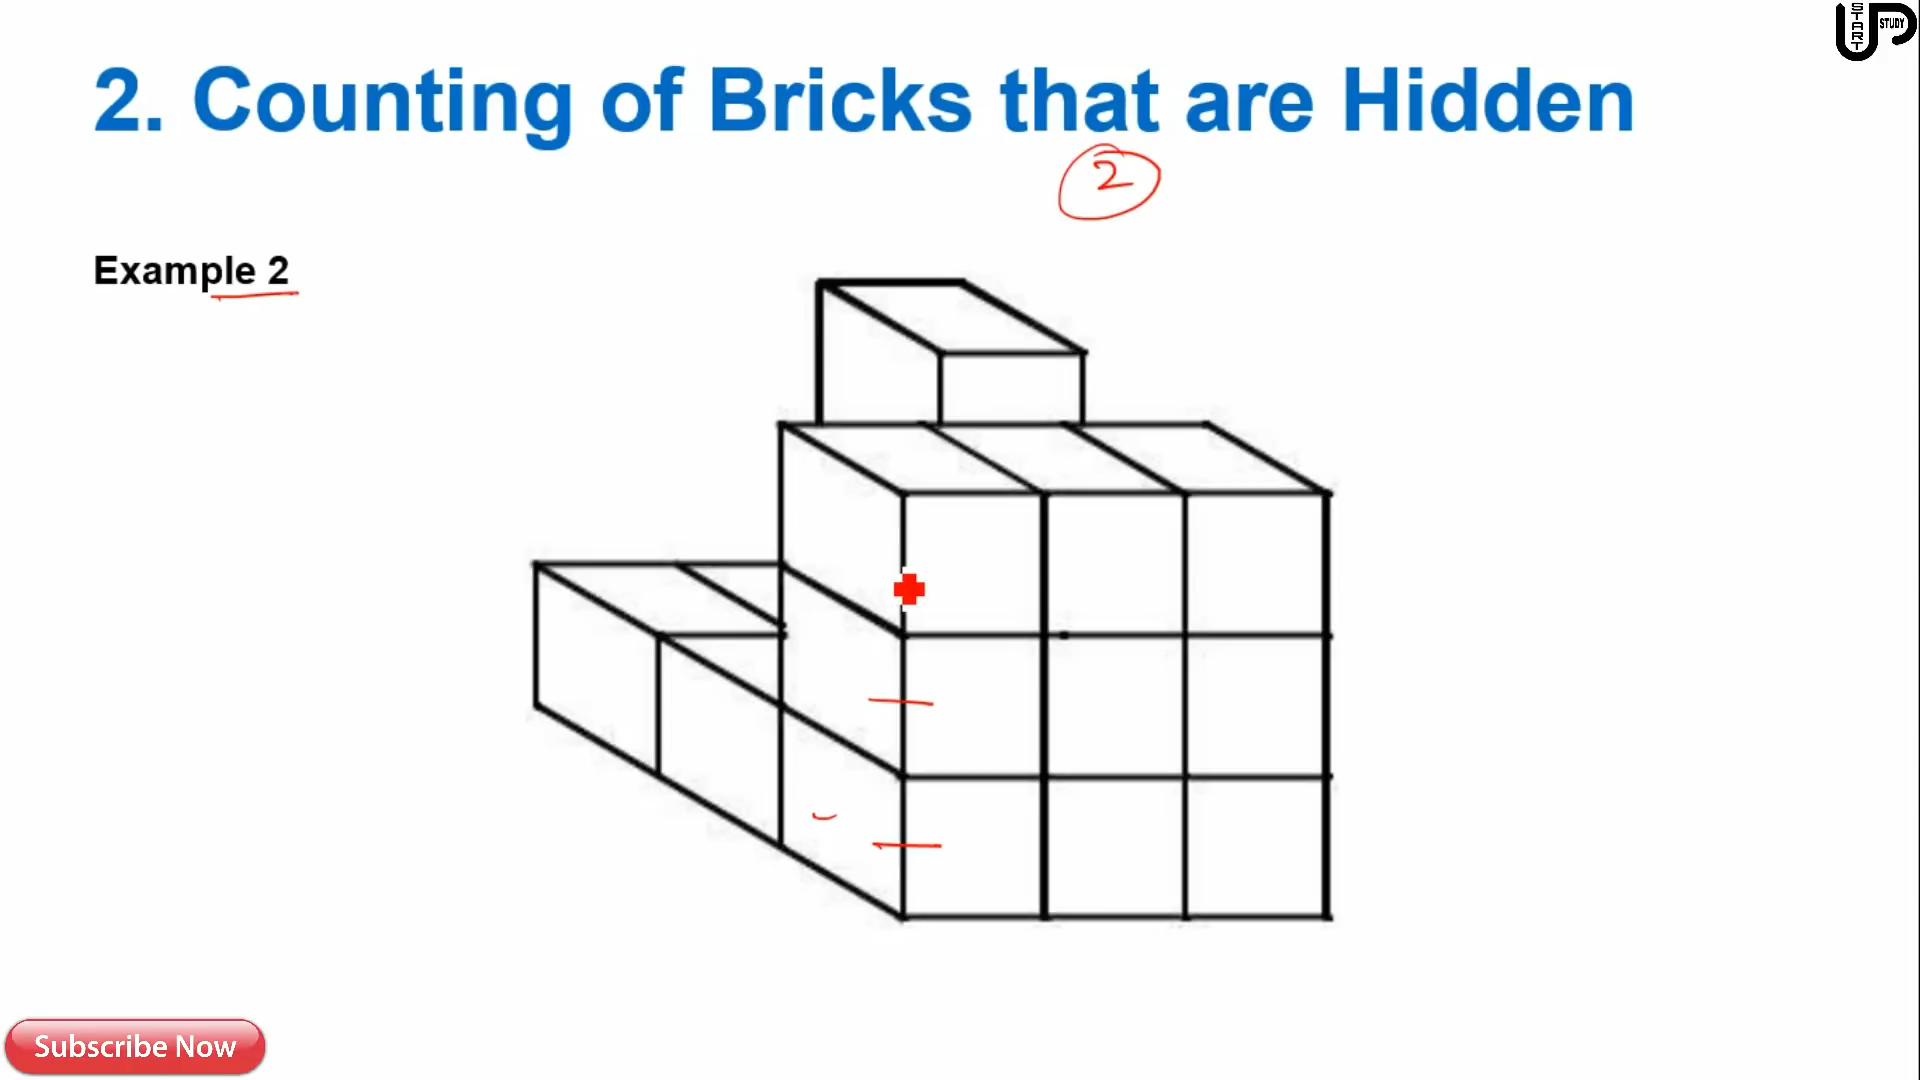 START
UP
STUDY
2. Counting of Bricks that are Hidden
2
Example 2
Subscribe Now